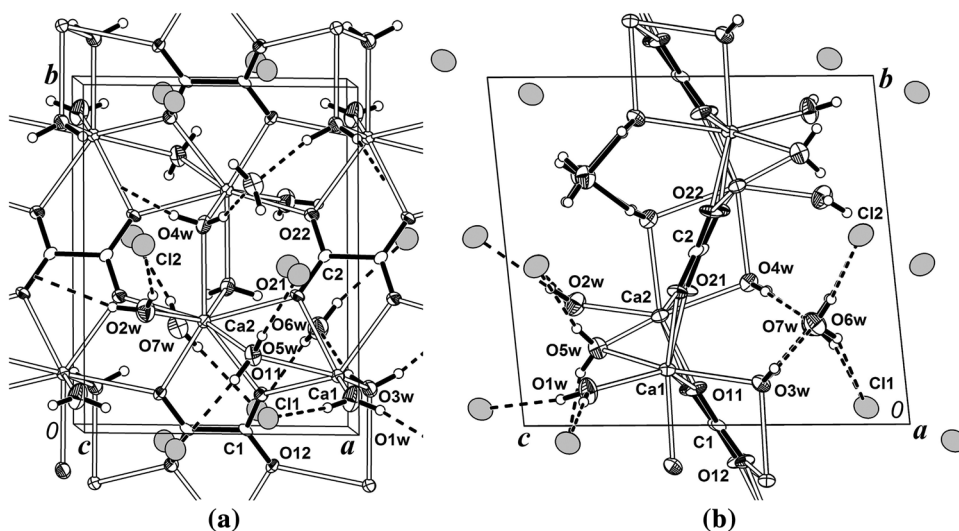 b
O4w
O22
Cl2
O21
C2
O2w
Ca2
O6w
O7w
O5w
O11
Ca1
O3w
0
Cl1
c
C1
a
O1w
O12
(a)
b
O22
Cl2
C2
O2w
O21
O4w
Ca2
O7w
O6w
O5w
O1w
Ca1
O3w
Cl1
O11
0
c
C1
a
O12
(b)